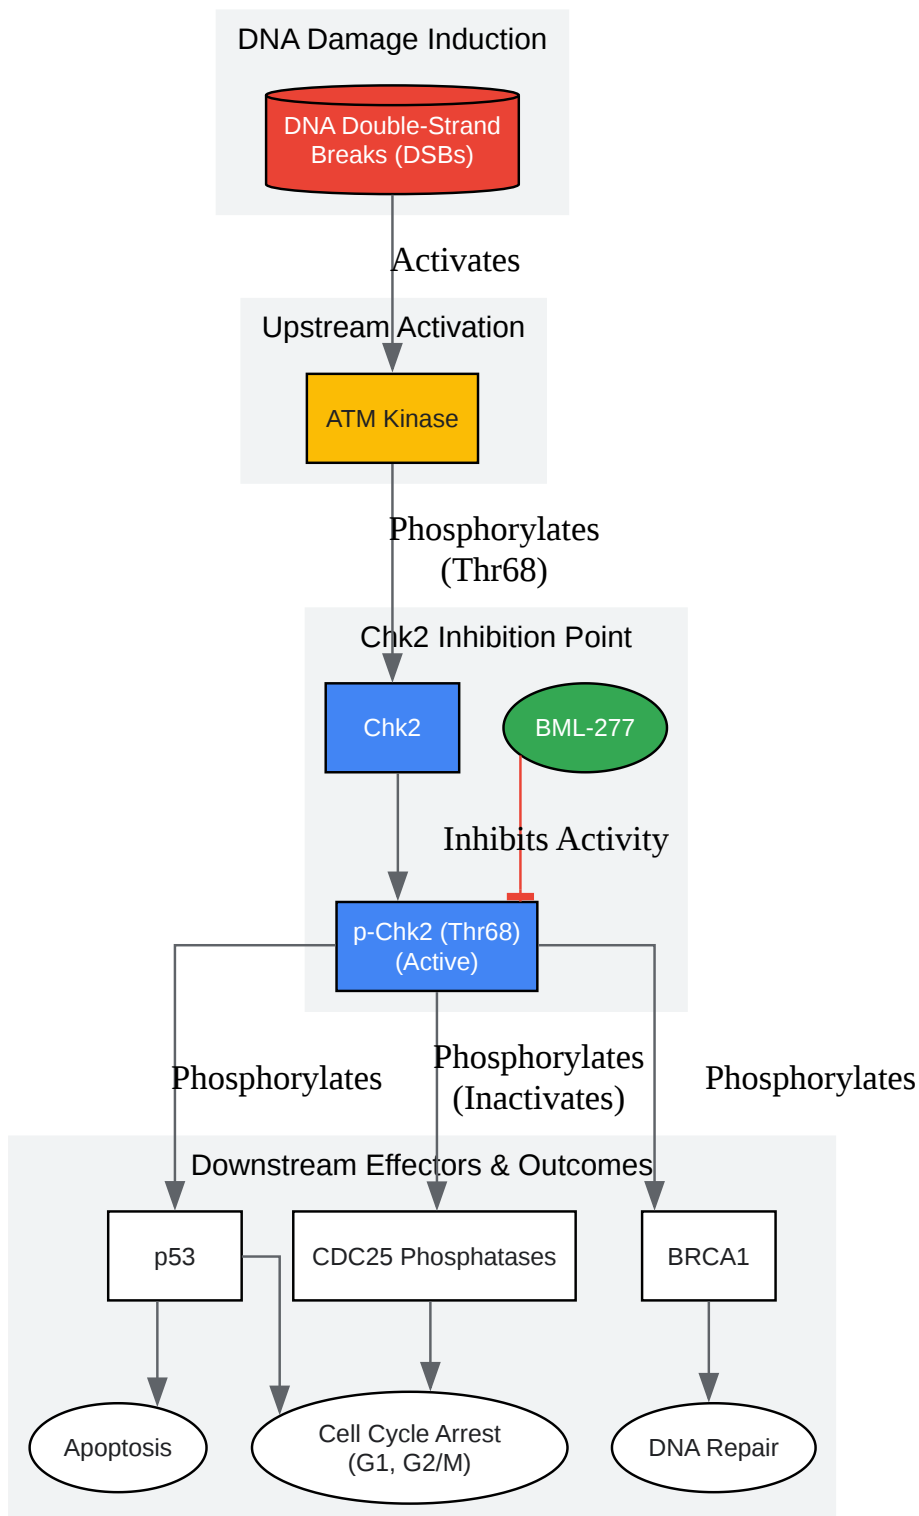 DNA Damage Induction
DNA Double-Strand
Breaks (DSBs)
Activates
Upstream Activation
ATM Kinase
Phosphorylates
(Thr68)
Chk2 Inhibition Point
Chk2
BML-277
Inhibits Activity
p-Chk2 (Thr68)
(Active)
Phosphorylates
Phosphorylates
(Inactivates)
Phosphorylates
Downstream Effectors & Outcomes
p53
CDC25 Phosphatases
BRCA1
Apoptosis
Cell Cycle Arrest
(G1, G2/M)
DNA Repair